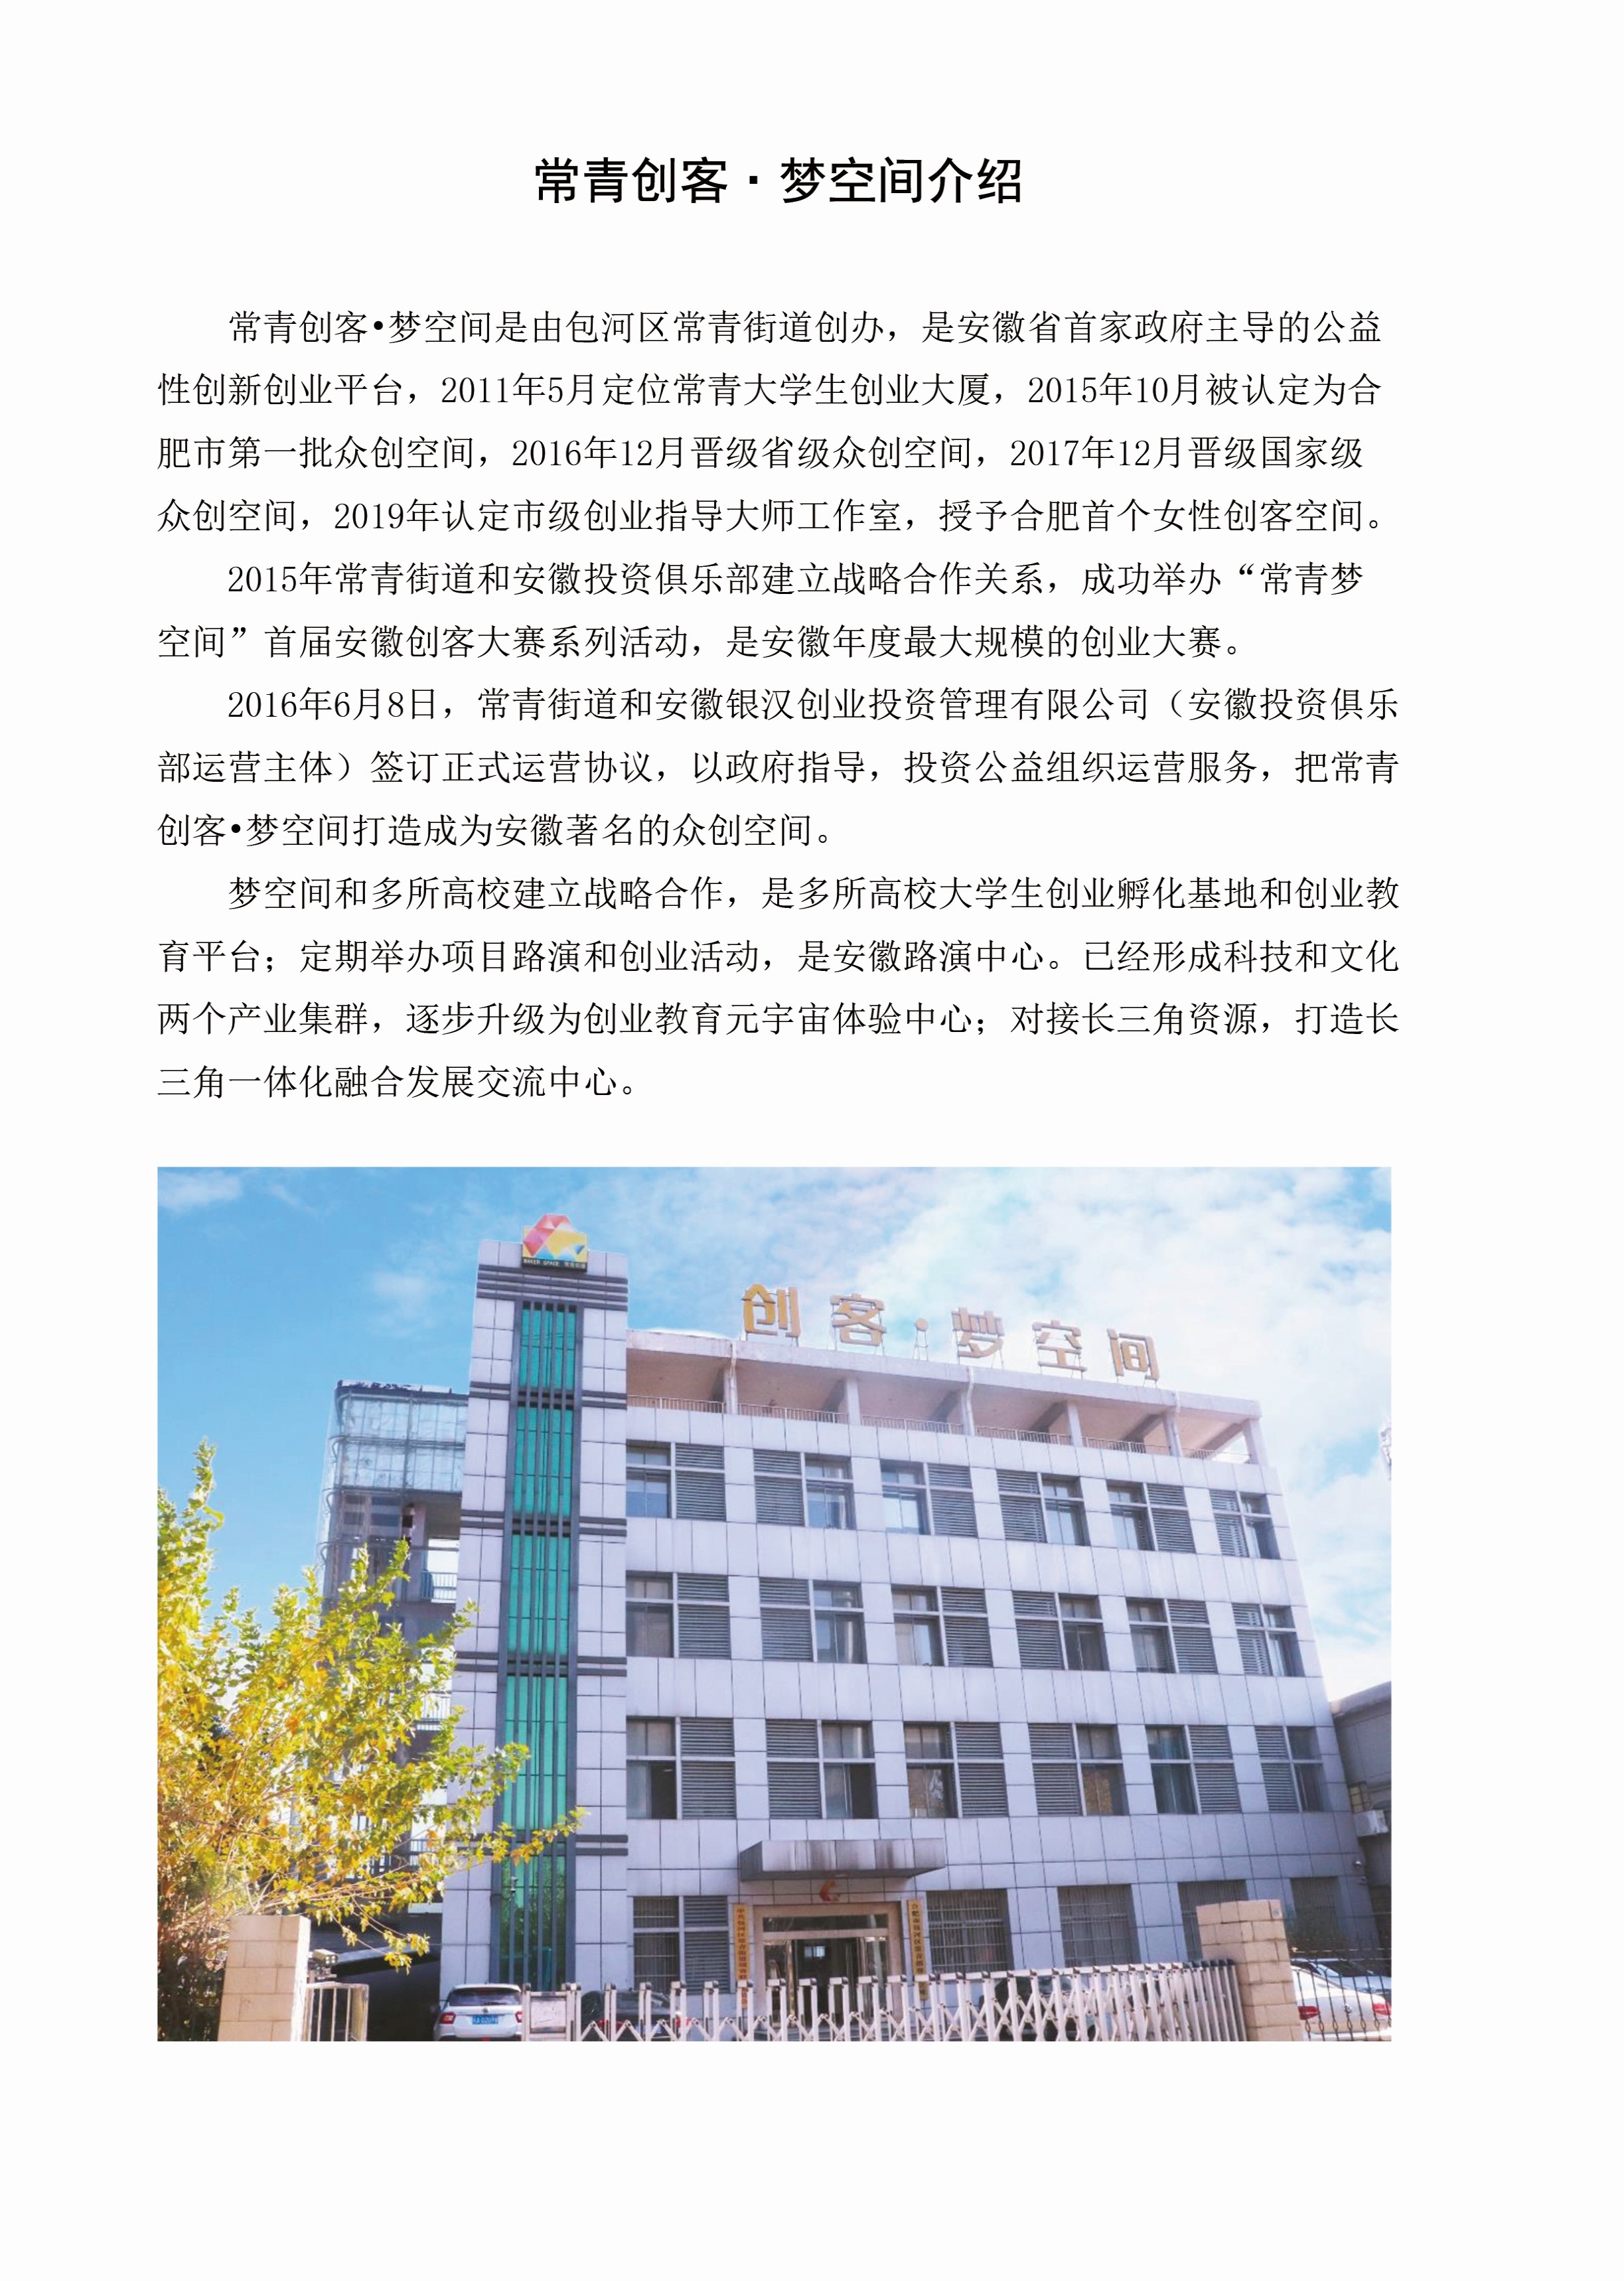 常青创客·梦空间介绍
常青创客•梦空间是由包河区常青街道创办，是安徽省首家政府主导的公益
性创新创业平台，2011年5月定位常青大学生创业大厦，2015年10月被认定为合
肥市第一批众创空间，2016年12月晋级省级众创空间，2017年12月晋级国家级
众创空间，2019年认定市级创业指导大师工作室，授予合肥首个女性创客空间。
2015年常青街道和安徽投资俱乐部建立战略合作关系，成功举办“常青梦
空间”首届安徽创客大赛系列活动，是安徽年度最大规模的创业大赛。
2016年6月8日，常青街道和安徽银汉创业投资管理有限公司（安徽投资俱乐
部运营主体）签订正式运营协议，以政府指导，投资公益组织运营服务，把常青
创客•梦空间打造成为安徽著名的众创空间。
梦空间和多所高校建立战略合作，是多所高校大学生创业孵化基地和创业教
育平台；定期举办项目路演和创业活动，是安徽路演中心。已经形成科技和文化
两个产业集群，逐步升级为创业教育元宇宙体验中心；对接长三角资源，打造长
三角一体化融合发展交流中心。
MAKER SPACE
创客·梦空间